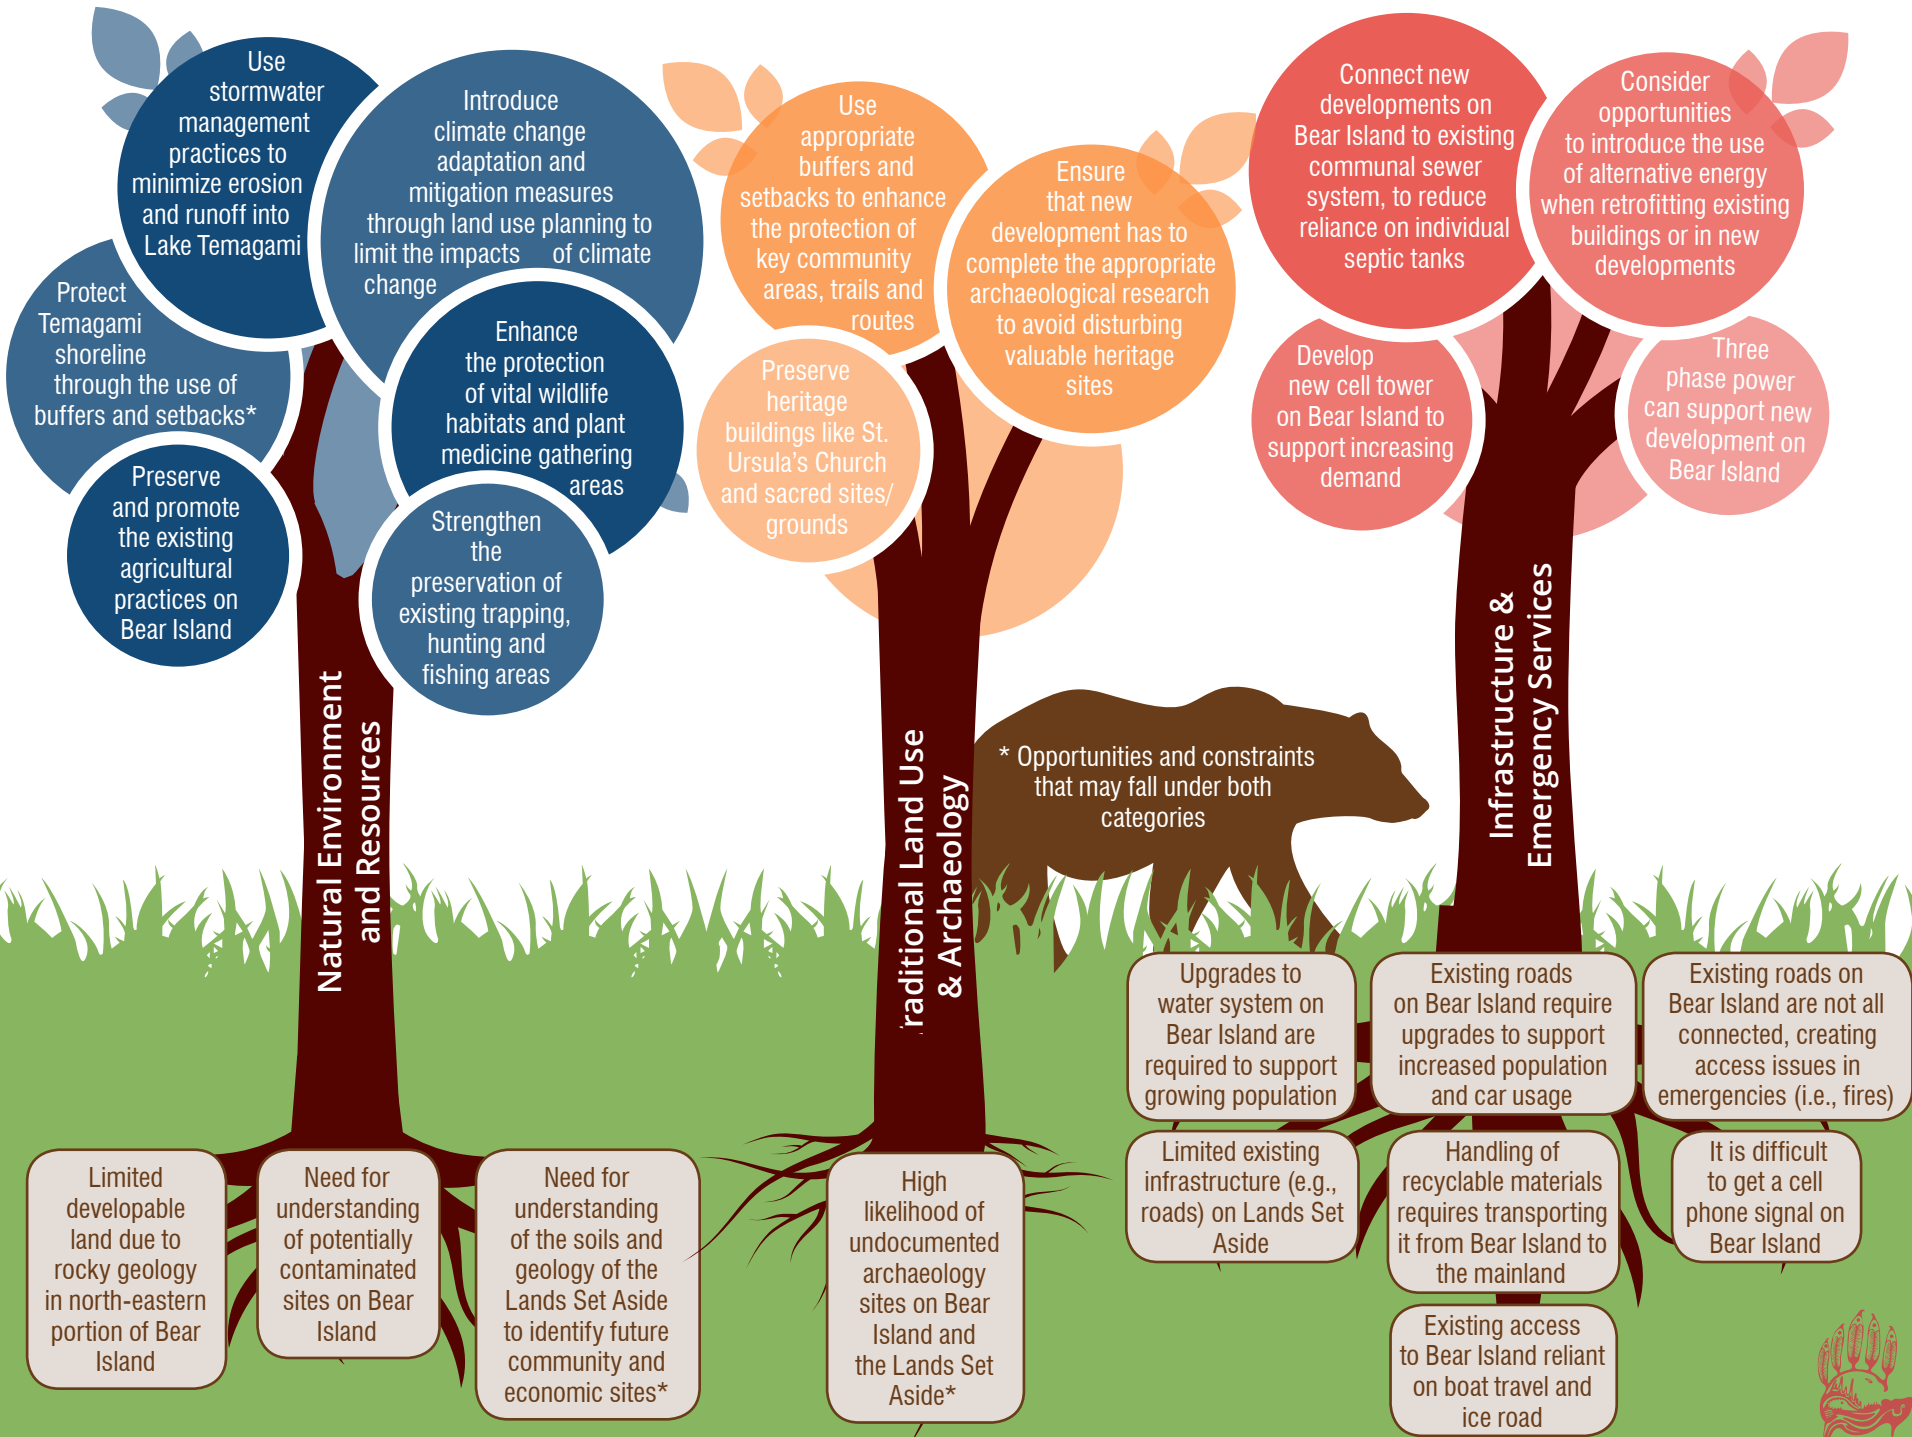 Use
stormwater
management
practices to
minimize erosion
and runoff into
Lake Temagami
Introduce
climate change
adaptation and
mitigation measures
through land use planning to
limit the impacts of climate
change
Protect
Temagami
shoreline
through the use of
buffers and setbacks*
Enhance
the protection
of vital wildlife
habitats and plant
medicine gathering
areas
Preserve
and promote
the existing
agricultural
practices on
Bear Island
Strengthen
the
preservation of
existing trapping,
hunting and
fishing areas
Natural Environment
and Resources
Limited
developable
land due to
rocky geology
in north-eastern
portion of Bear
Island
Need for
understanding
of potentially
contaminated
sites on Bear
Island
Need for
understanding
of the soils and
geology of the
Lands Set Aside
to identify future
community and
economic sites*
Use
appropriate
buffers and
setbacks to enhance
the protection of
key community
areas, trails and
routes
Ensure
that new
development has to
complete the appropriate
archaeological research
to avoid disturbing
valuable heritage
sites
Preserve
heritage
buildings like St.
Ursula's Church
and sacred sites/
grounds
raditional Land Use
& Archaeology
High
likelihood of
undocumented
archaeology
sites on Bear
Island and
the Lands Set
Aside*
* Opportunities and constraints
that may fall under both
categories
Connect new
developments on
Bear Island to existing
communal sewer
system, to reduce
reliance on individual
septic tanks
Consider
opportunities
to introduce the use
of alternative energy
when retrofitting existing
buildings or in new
developments
Develop
new cell tower
on Bear Island to
support increasing
demand
Three
phase power
can support new
development on
Bear Island
Infrastructure &
Emergency Services
Upgrades to
water system on
Bear Island are
required to support
growing population
Existing roads
on Bear Island require
upgrades to support
increased population
and car usage
Existing roads on
Bear Island are not all
connected, creating
access issues in
emergencies (i.e., fires)
Limited existing
infrastructure (e.g.,
roads) on Lands Set
Aside
Handling of
recyclable materials
requires transporting
it from Bear Island to
the mainland
It is difficult
to get a cell
phone signal on
Bear Island
Existing access
to Bear Island reliant
on boat travel and
ice road